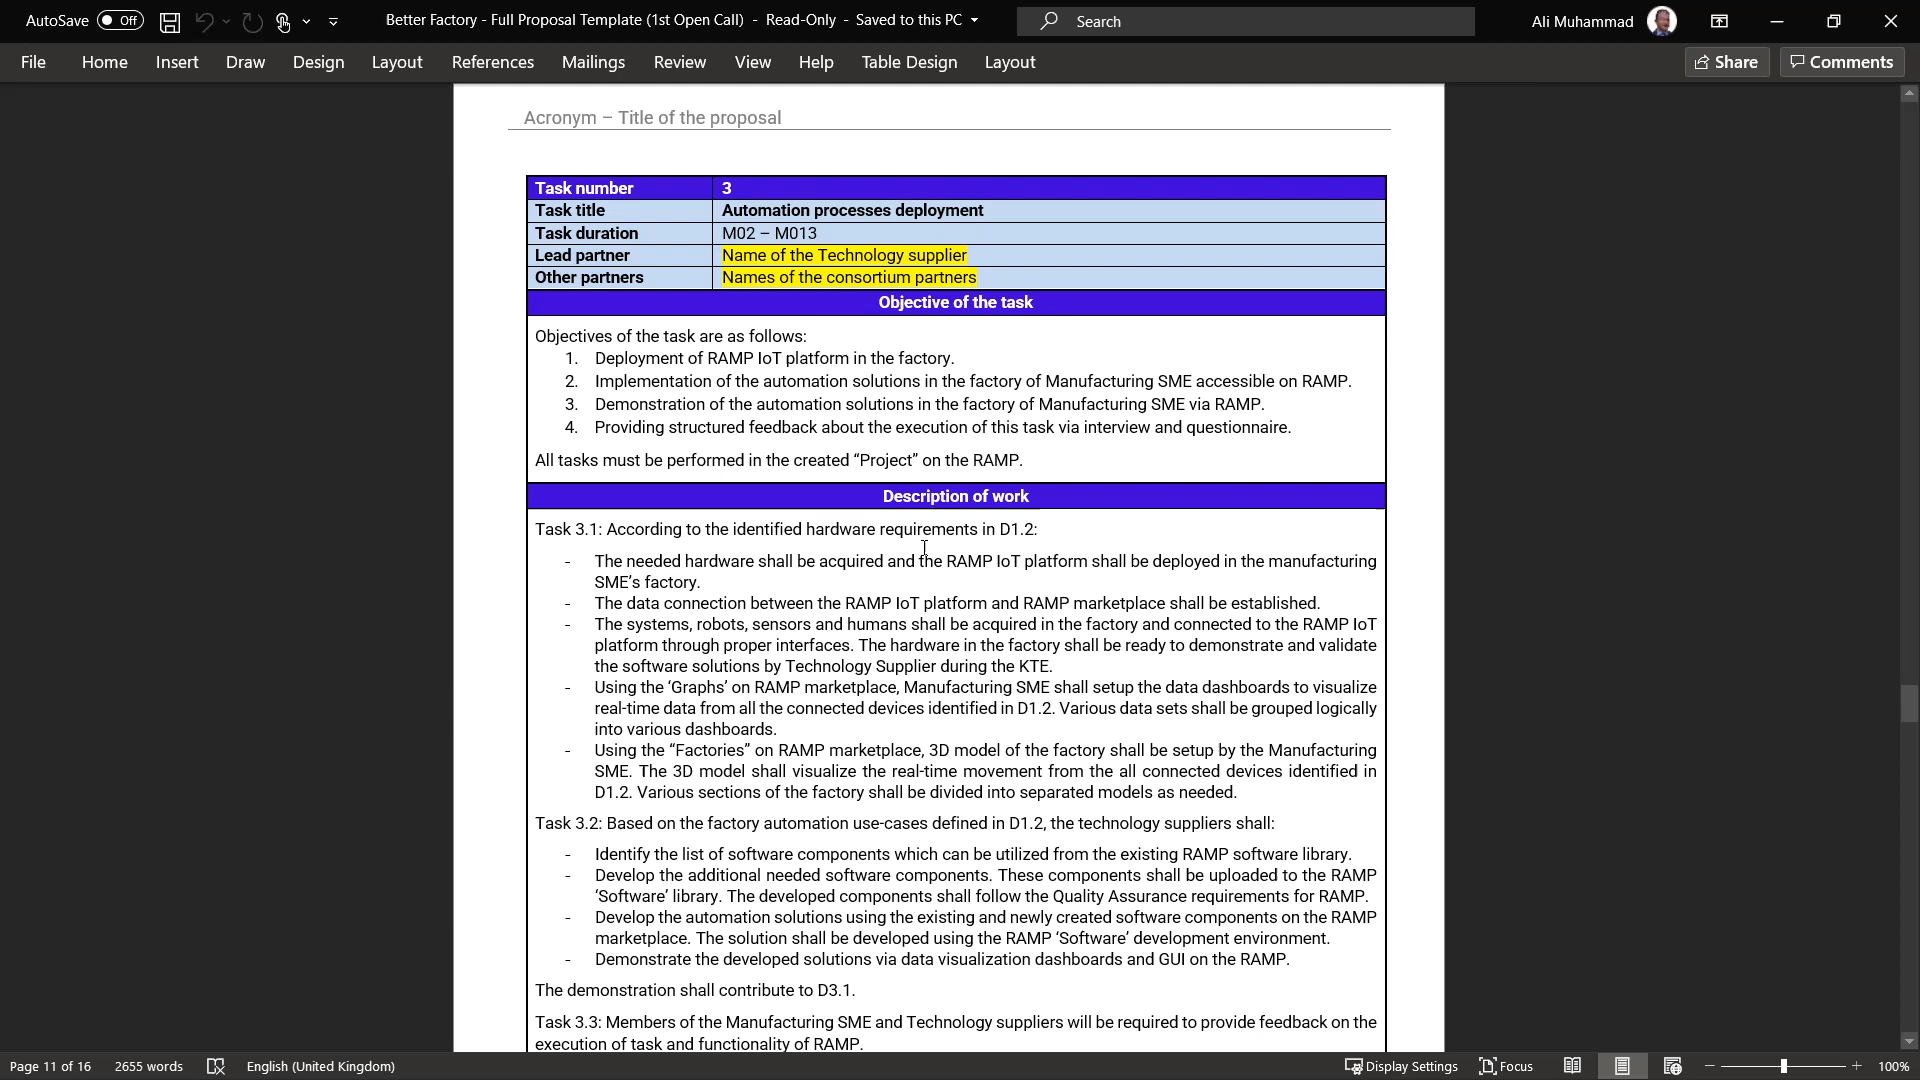 AutoSave Off Better Factory - Full Proposal Template (1st Open Call) - Read-Only - Saved to this PC Search Ali Muhammad
File Home Insert Draw Design Layout References Mailings Review View Help Table Design Layout Share Comments
Acronym – Title of the proposal
Task number 3
Task title Automation processes deployment
Task duration M02 – M013
Lead partner Name of the Technology supplier
Other partners Names of the consortium partners
Objective of the task
Objectives of the task are as follows:
1. Deployment of RAMP IoT platform in the factory.
2. Implementation of the automation solutions in the factory of Manufacturing SME accessible on RAMP.
3. Demonstration of the automation solutions in the factory of Manufacturing SME via RAMP.
4. Providing structured feedback about the execution of this task via interview and questionnaire.
All tasks must be performed in the created “Project” on the RAMP.
Description of work
Task 3.1: According to the identified hardware requirements in D1.2:
- The needed hardware shall be acquired and the RAMP IoT platform shall be deployed in the manufacturing
SME’s factory.
- The data connection between the RAMP IoT platform and RAMP marketplace shall be established.
- The systems, robots, sensors and humans shall be acquired in the factory and connected to the RAMP IoT
platform through proper interfaces. The hardware in the factory shall be ready to demonstrate and validate
the software solutions by Technology Supplier during the KTE.
- Using the ‘Graphs’ on RAMP marketplace, Manufacturing SME shall setup the data dashboards to visualize
real-time data from all the connected devices identified in D1.2. Various data sets shall be grouped logically
into various dashboards.
- Using the “Factories” on RAMP marketplace, 3D model of the factory shall be setup by the Manufacturing
SME. The 3D model shall visualize the real-time movement from the all connected devices identified in
D1.2. Various sections of the factory shall be divided into separated models as needed.
Task 3.2: Based on the factory automation use-cases defined in D1.2, the technology suppliers shall:
- Identify the list of software components which can be utilized from the existing RAMP software library.
- Develop the additional needed software components. These components shall be uploaded to the RAMP
‘Software’ library. The developed components shall follow the Quality Assurance requirements for RAMP.
- Develop the automation solutions using the existing and newly created software components on the RAMP
marketplace. The solution shall be developed using the RAMP ‘Software’ development environment.
- Demonstrate the developed solutions via data visualization dashboards and GUI on the RAMP.
The demonstration shall contribute to D3.1.
Task 3.3: Members of the Manufacturing SME and Technology suppliers will be required to provide feedback on the
execution of task and functionality of RAMP.
Page 11 of 16 2655 words English (United Kingdom) Display Settings Focus 100%